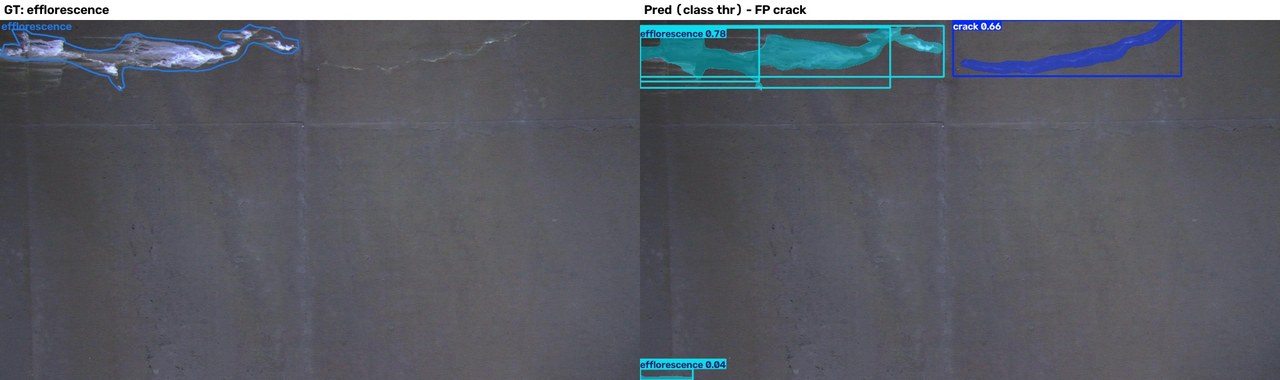 GT: efflorescence
Pred (class thr) - FP crack
efflorescence
efflorescence 0.78
crack 0.66
efflorescence 0.04